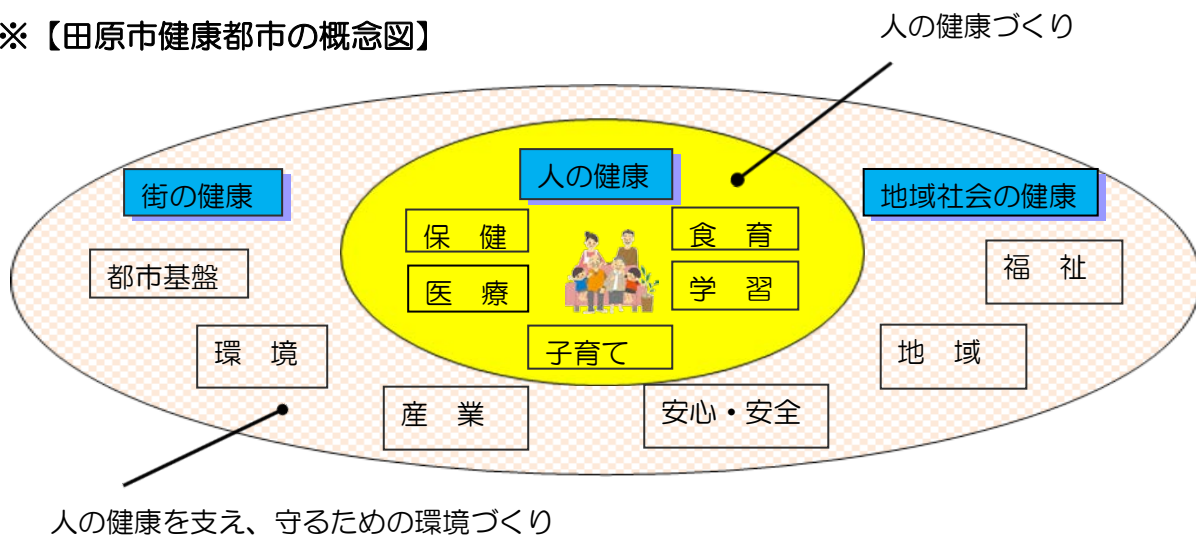 ※【田原市健康都市の概念図】
人の健康づくり
人の健康
街の健康
地域社会の健康
保　健
食　育
都市基盤
福　祉
医　療
学　習
環　境
子育て
地　域
産　業
安心・安全
人の健康を支え、守るための環境づくり